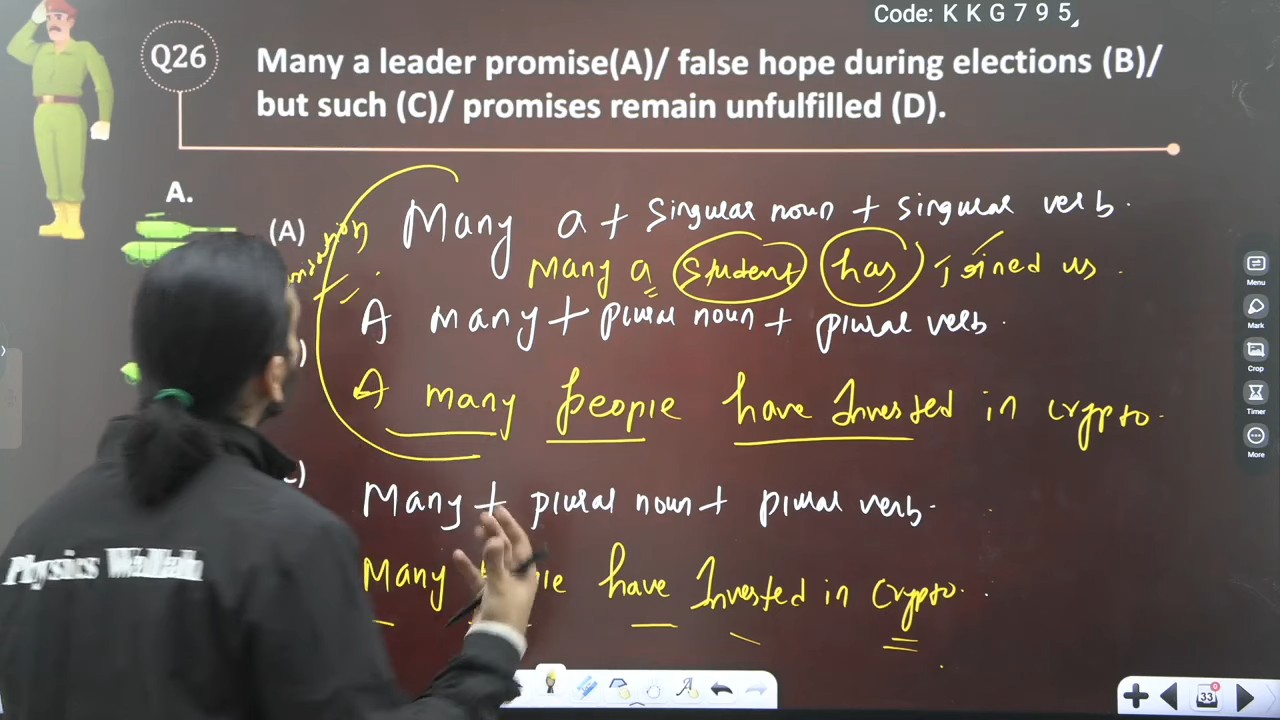 Code: K K G 7 9 5
Q26
Many a leader promise(A)/ false hope during elections (B)/
but such (C)/ promises remain unfulfilled (D).
A.
(A)
Many a + Singular noun + singular verb.
Many a student has Joined us.
A many + plural noun + plural verb.
A many people have Invested in crypto.
Many + plural noun + plural verb.
Many have Invested in Crypto.
Physics Wallah
Menu
Mark
Crop
Timer
More
33